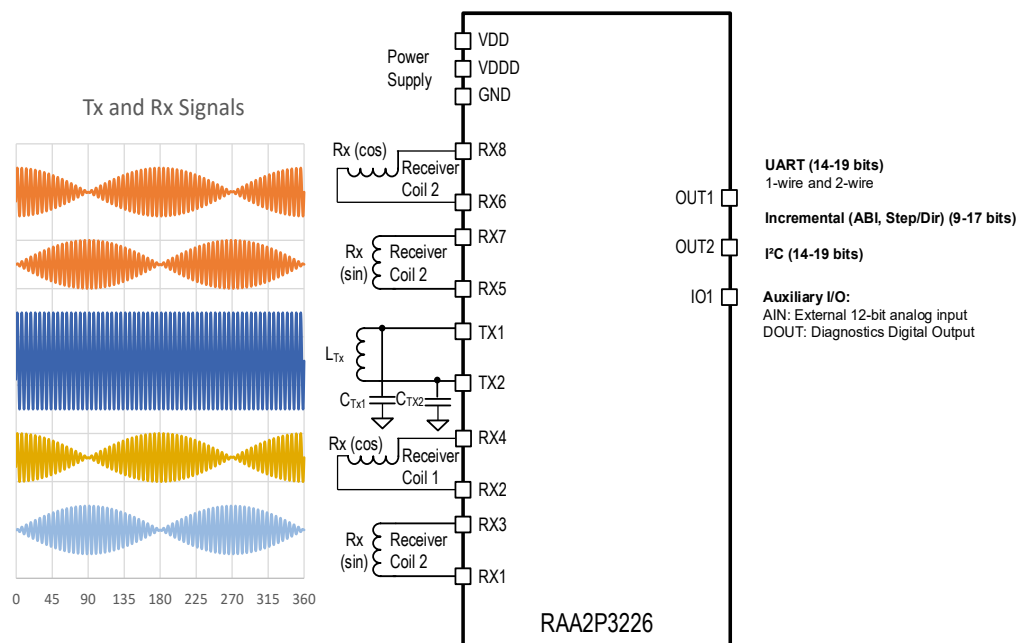 Tx and Rx Signals
0 45 90 135 180 225 270 315 360
Power
Supply
VDD
VDDD
GND
Rx (cos)
Receiver
Coil 2
RX8
RX6
Rx
(sin)
Receiver
Coil 2
RX7
RX5
LTx
CTx1
CTX2
TX1
TX2
Rx (cos)
Receiver
Coil 1
RX4
RX2
Rx
(sin)
Receiver
Coil 2
RX3
RX1
RAA2P3226
OUT1
OUT2
IO1
UART (14-19 bits)
1-wire and 2-wire
Incremental (ABI, Step/Dir) (9-17 bits)
I²C (14-19 bits)
Auxiliary I/O:
AIN: External 12-bit analog input
DOUT: Diagnostics Digital Output